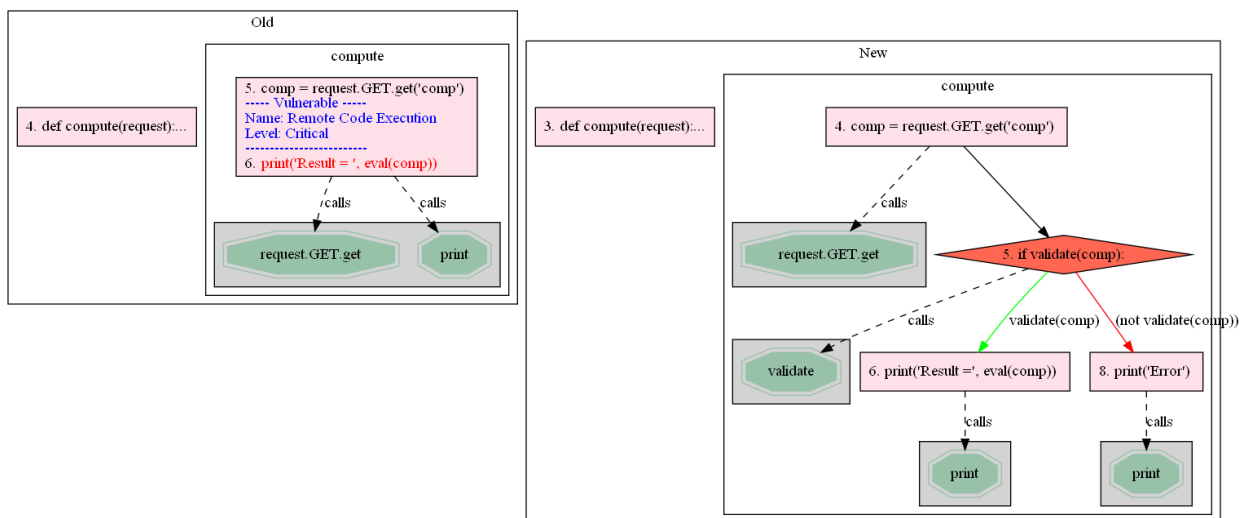 Old
compute
4. def compute(request):...
5. comp = request.GET.get('comp')
----- Vulnerable -----
Name: Remote Code Execution
Level: Critical
-------------------------
6. print('Result = ', eval(comp))
calls
calls
request.GET.get
print
New
compute
3. def compute(request):...
4. comp = request.GET.get('comp')
calls
request.GET.get
5. if validate(comp):
calls
validate(comp)
(not validate(comp))
validate
6. print('Result =', eval(comp))
8. print('Error')
calls
calls
print
print